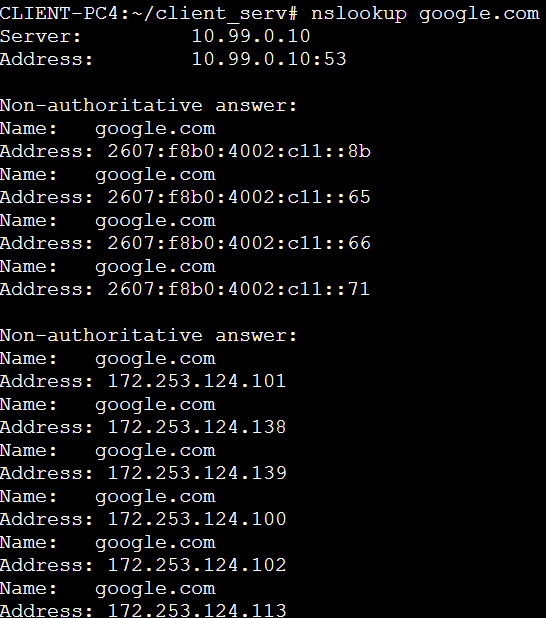 CLIENT-PC4:~/client_serv# nslookup google.com
Server:         10.99.0.10
Address:        10.99.0.10:53

Non-authoritative answer:
Name:   google.com
Address: 2607:f8b0:4002:c11::8b
Name:   google.com
Address: 2607:f8b0:4002:c11::65
Name:   google.com
Address: 2607:f8b0:4002:c11::66
Name:   google.com
Address: 2607:f8b0:4002:c11::71

Non-authoritative answer:
Name:   google.com
Address: 172.253.124.101
Name:   google.com
Address: 172.253.124.138
Name:   google.com
Address: 172.253.124.139
Name:   google.com
Address: 172.253.124.100
Name:   google.com
Address: 172.253.124.102
Name:   google.com
Address: 172.253.124.113